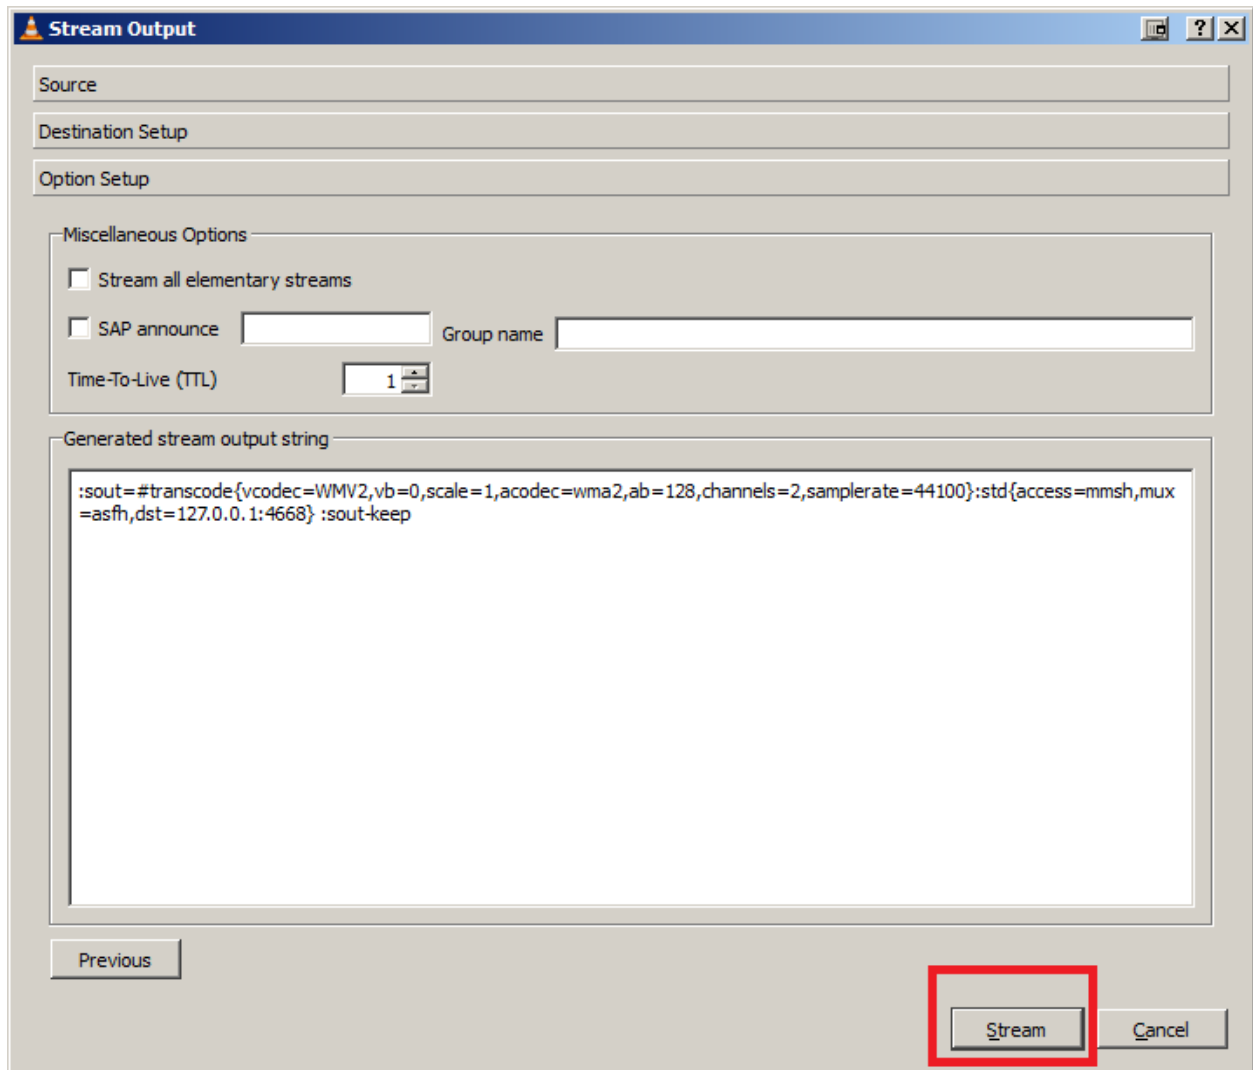 Stream Output
Source
Destination Setup
Option Setup
Miscellaneous Options
Stream all elementary streams
SAP announce
Group name
Time-To-Live (TTL)
1
Generated stream output string
:sout=#transcode{vcodec=WMV2,vb=0,scale=1,acodec=wma2,ab=128,channels=2,samplerate=44100}:std{access=mmsh,mux
=asfh,dst=127.0.0.1:4668} :sout-keep
Previous
Stream
Cancel